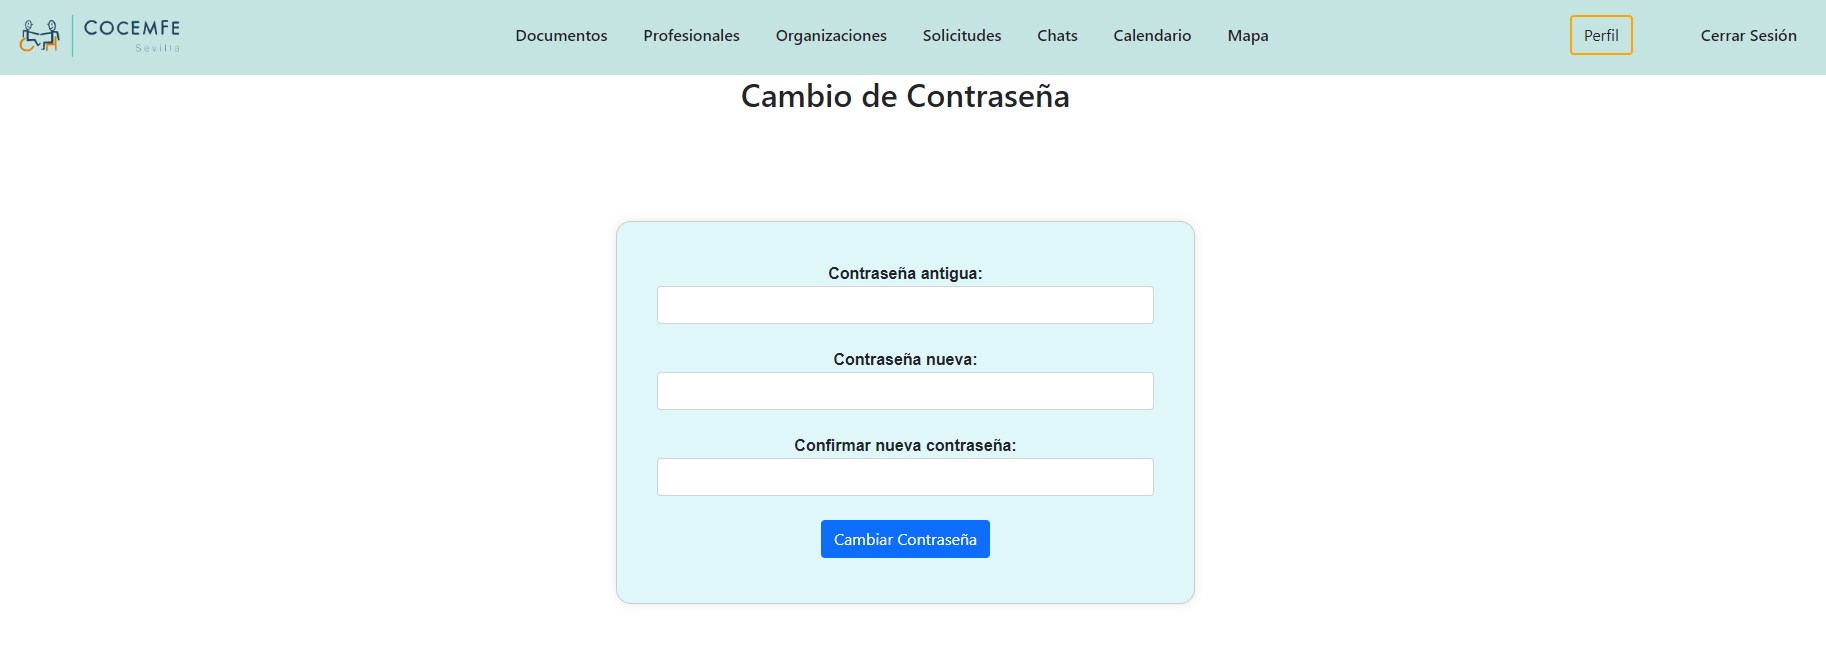 COCEMFE
Sevilla
Documentos Profesionales Organizaciones Solicitudes Chats Calendario Mapa Perfil Cerrar Sesión
Cambio de Contraseña
Contraseña antigua:
Contraseña nueva:
Confirmar nueva contraseña:
Cambiar Contraseña